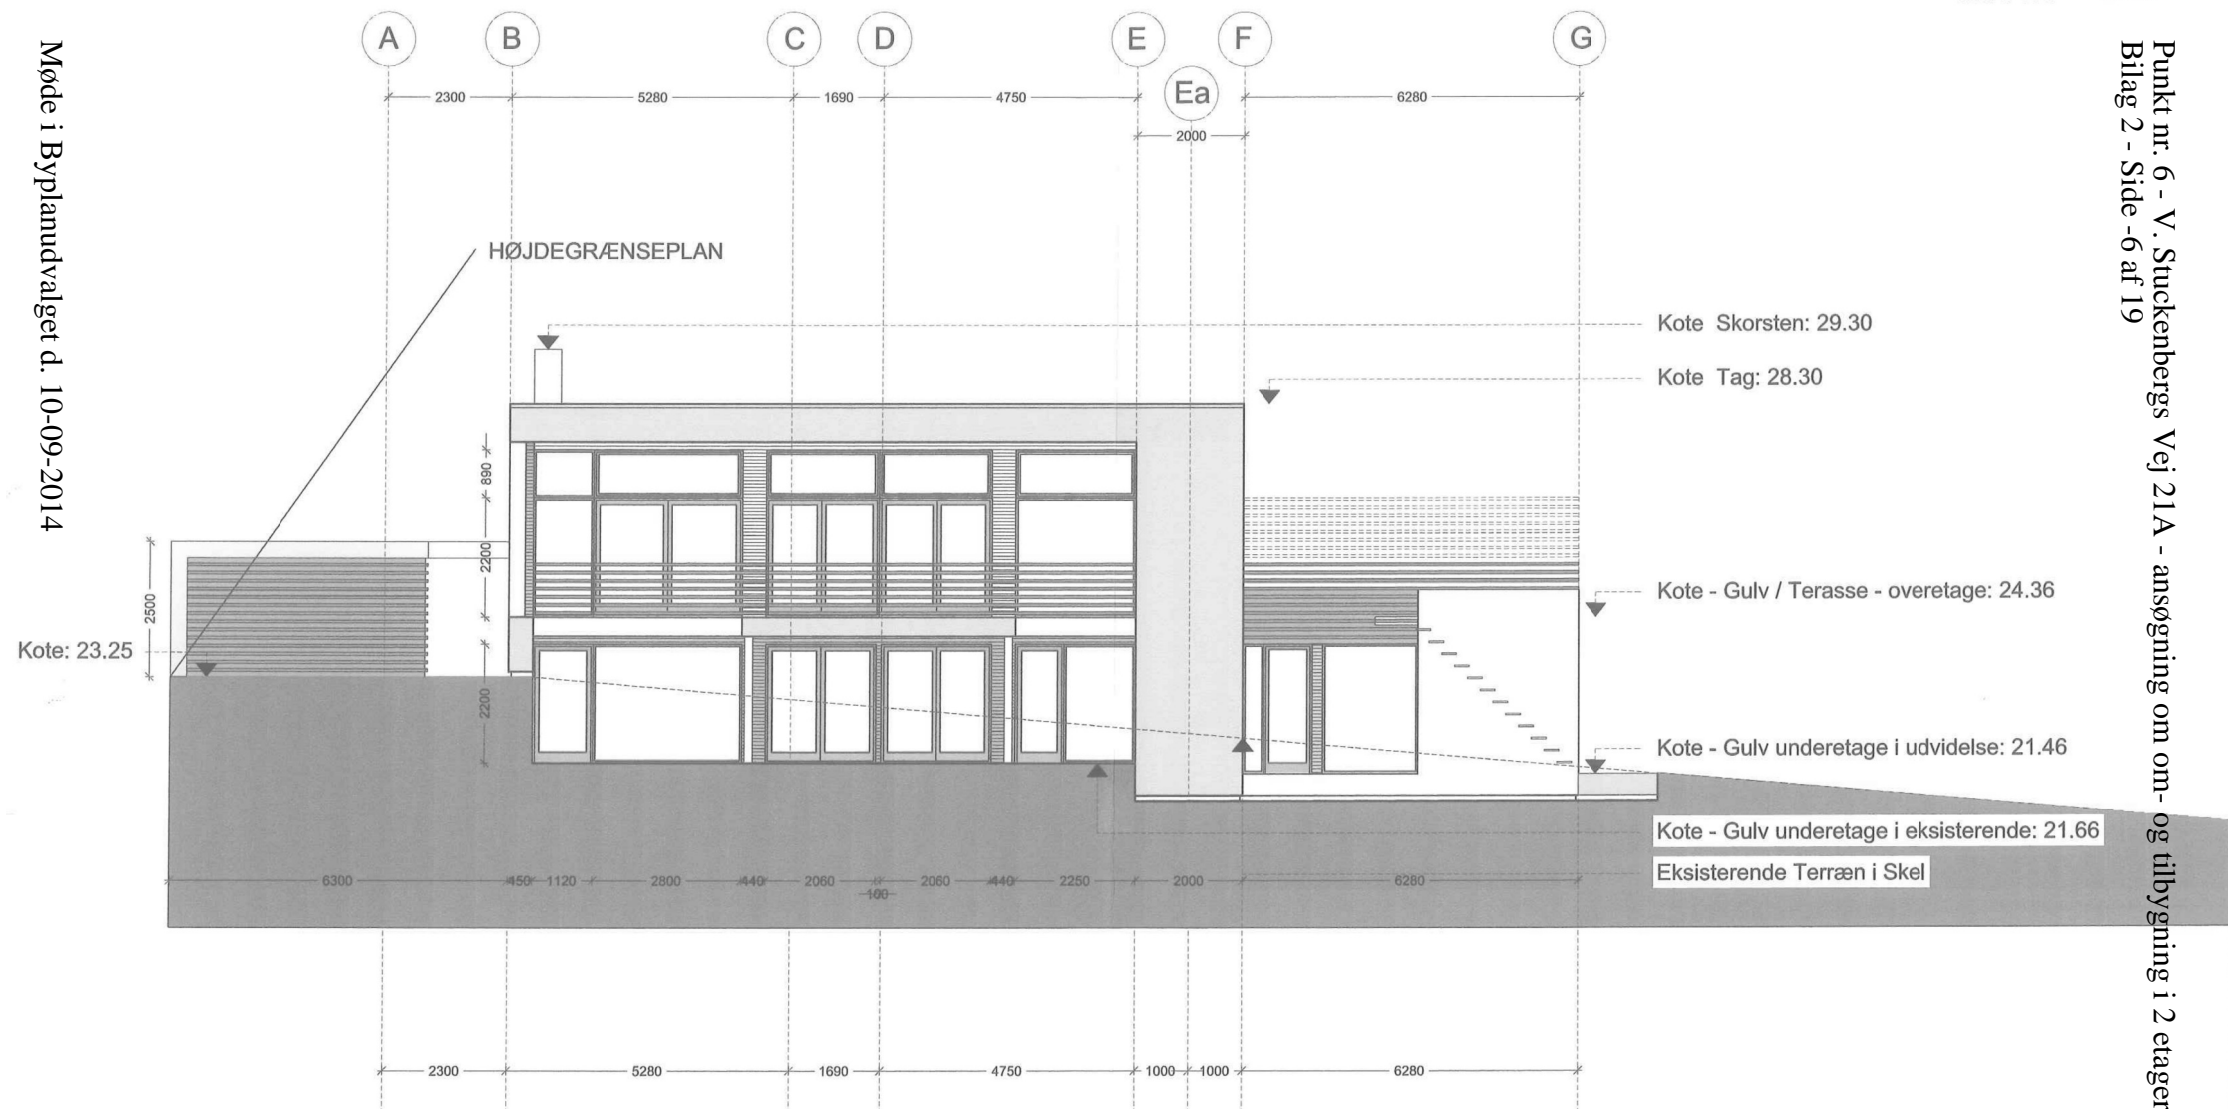 Punkt nr. 6 - V. Stuckenbergs Vej 21A - ansøgning om om- og tilbygning i 2 etager
Bilag 2 - Side -6 af 19
Møde i Byplanudvalget d. 10-09-2014
A B C D E F G
Ea
2300 5280 1690 4750 6280
2000
HØJDEGRÆNSEPLAN
Kote Skorsten: 29.30
Kote Tag: 28.30
890
2200
2500
Kote - Gulv / Terasse - overetage: 24.36
Kote: 23.25
2200
Kote - Gulv underetage i udvidelse: 21.46
Kote - Gulv underetage i eksisterende: 21.66
Eksisterende Terræn i Skel
6300 450 1120 2800 440 2060 2060 440 2250 2000 6280
100
2300 5280 1690 4750 1000 1000 6280